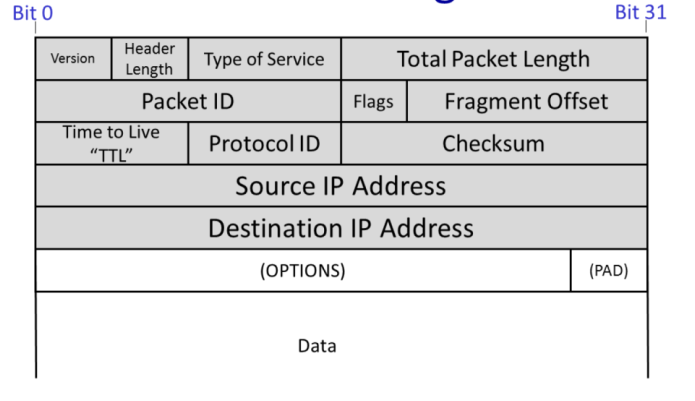 Bit 0 Bit 31
Version Header Length Type of Service Total Packet Length
Packet ID Flags Fragment Offset
Time to Live “TTL” Protocol ID Checksum
Source IP Address
Destination IP Address
(OPTIONS) (PAD)
Data